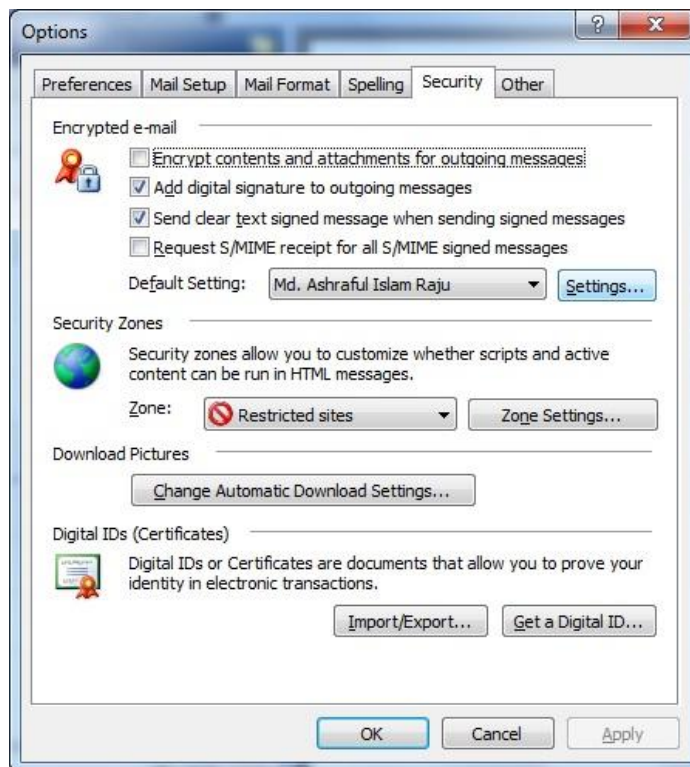 Options
Preferences Mail Setup Mail Format Spelling Security Other
Encrypted e-mail
Encrypt contents and attachments for outgoing messages
Add digital signature to outgoing messages
Send clear text signed message when sending signed messages
Request S/MIME receipt for all S/MIME signed messages
Default Setting: Md. Ashraful Islam Raju Settings...
Security Zones
Security zones allow you to customize whether scripts and active
content can be run in HTML messages.
Zone: Restricted sites Zone Settings...
Download Pictures
Change Automatic Download Settings...
Digital IDs (Certificates)
Digital IDs or Certificates are documents that allow you to prove your
identity in electronic transactions.
Import/Export... Get a Digital ID...
OK Cancel Apply